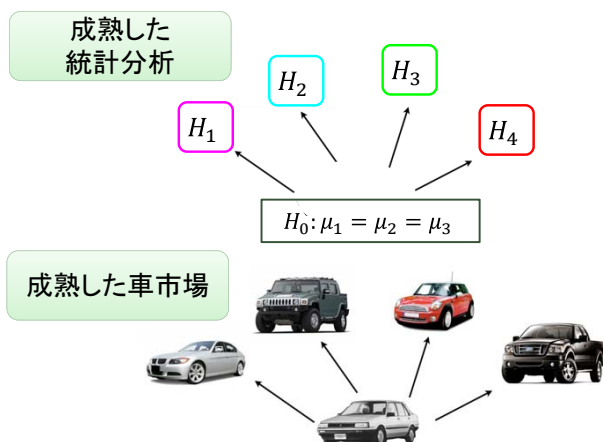 成熟した
統計分析
H₁
H₂
H₃
H₄
H₀: μ₁ = μ₂ = μ₃
成熟した車市場